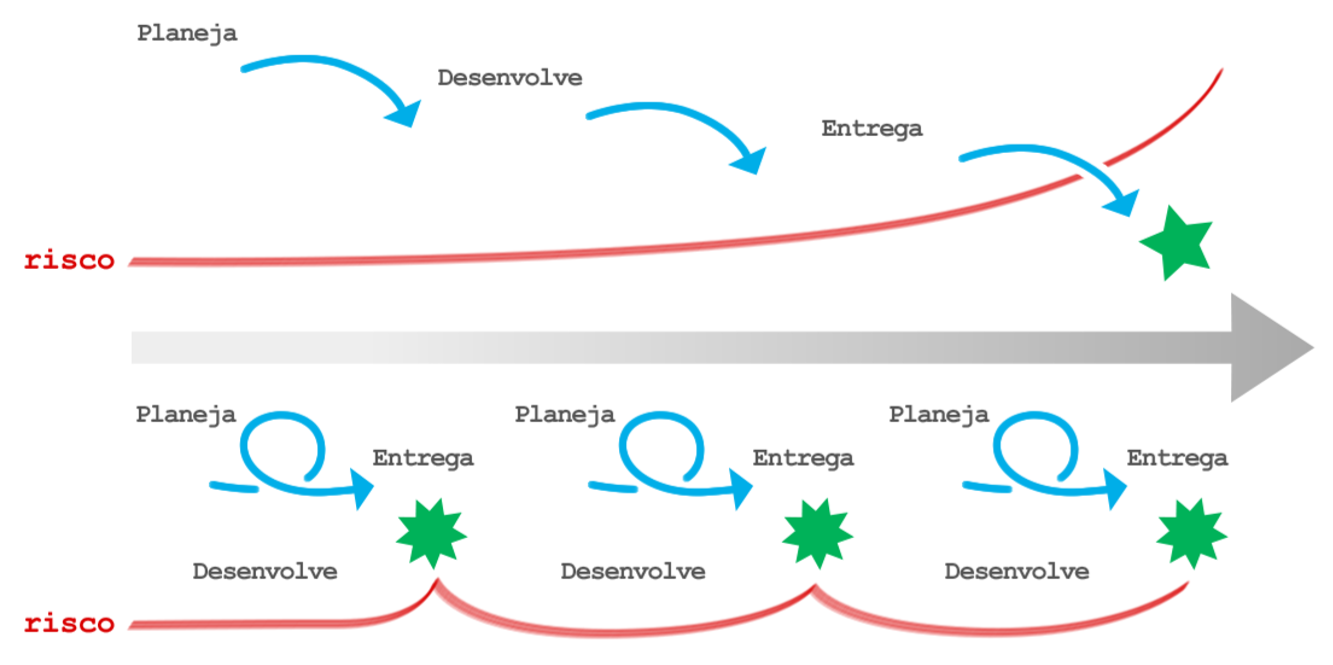 Planeja
Desenvolve
Entrega
risco
Planeja
Planeja
Planeja
Entrega
Entrega
Entrega
Desenvolve
Desenvolve
Desenvolve
risco